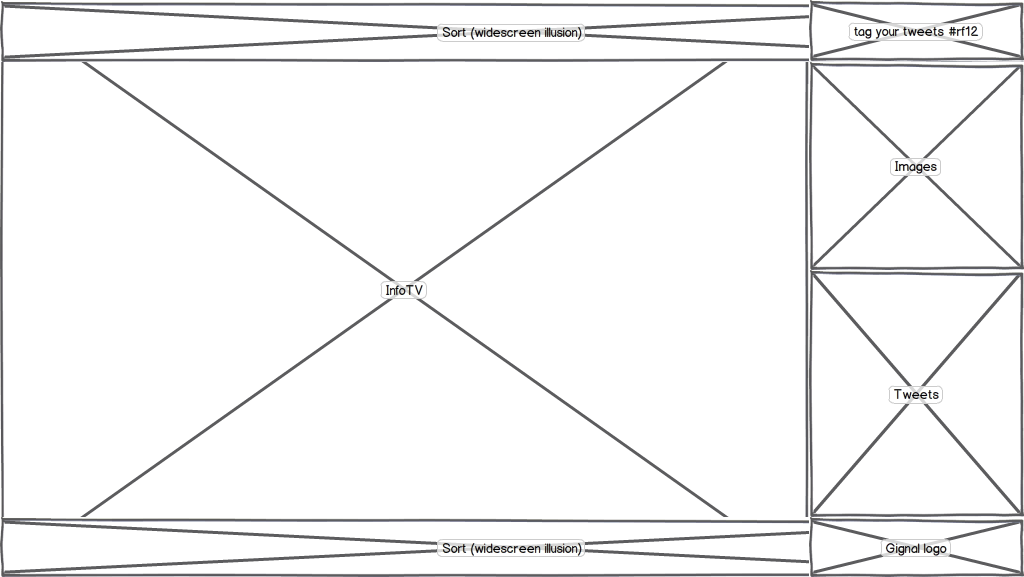 Sort (widescreen illusion)
tag your tweets #rf12
Images
InfoTV
Tweets
Sort (widescreen illusion)
Gignal logo